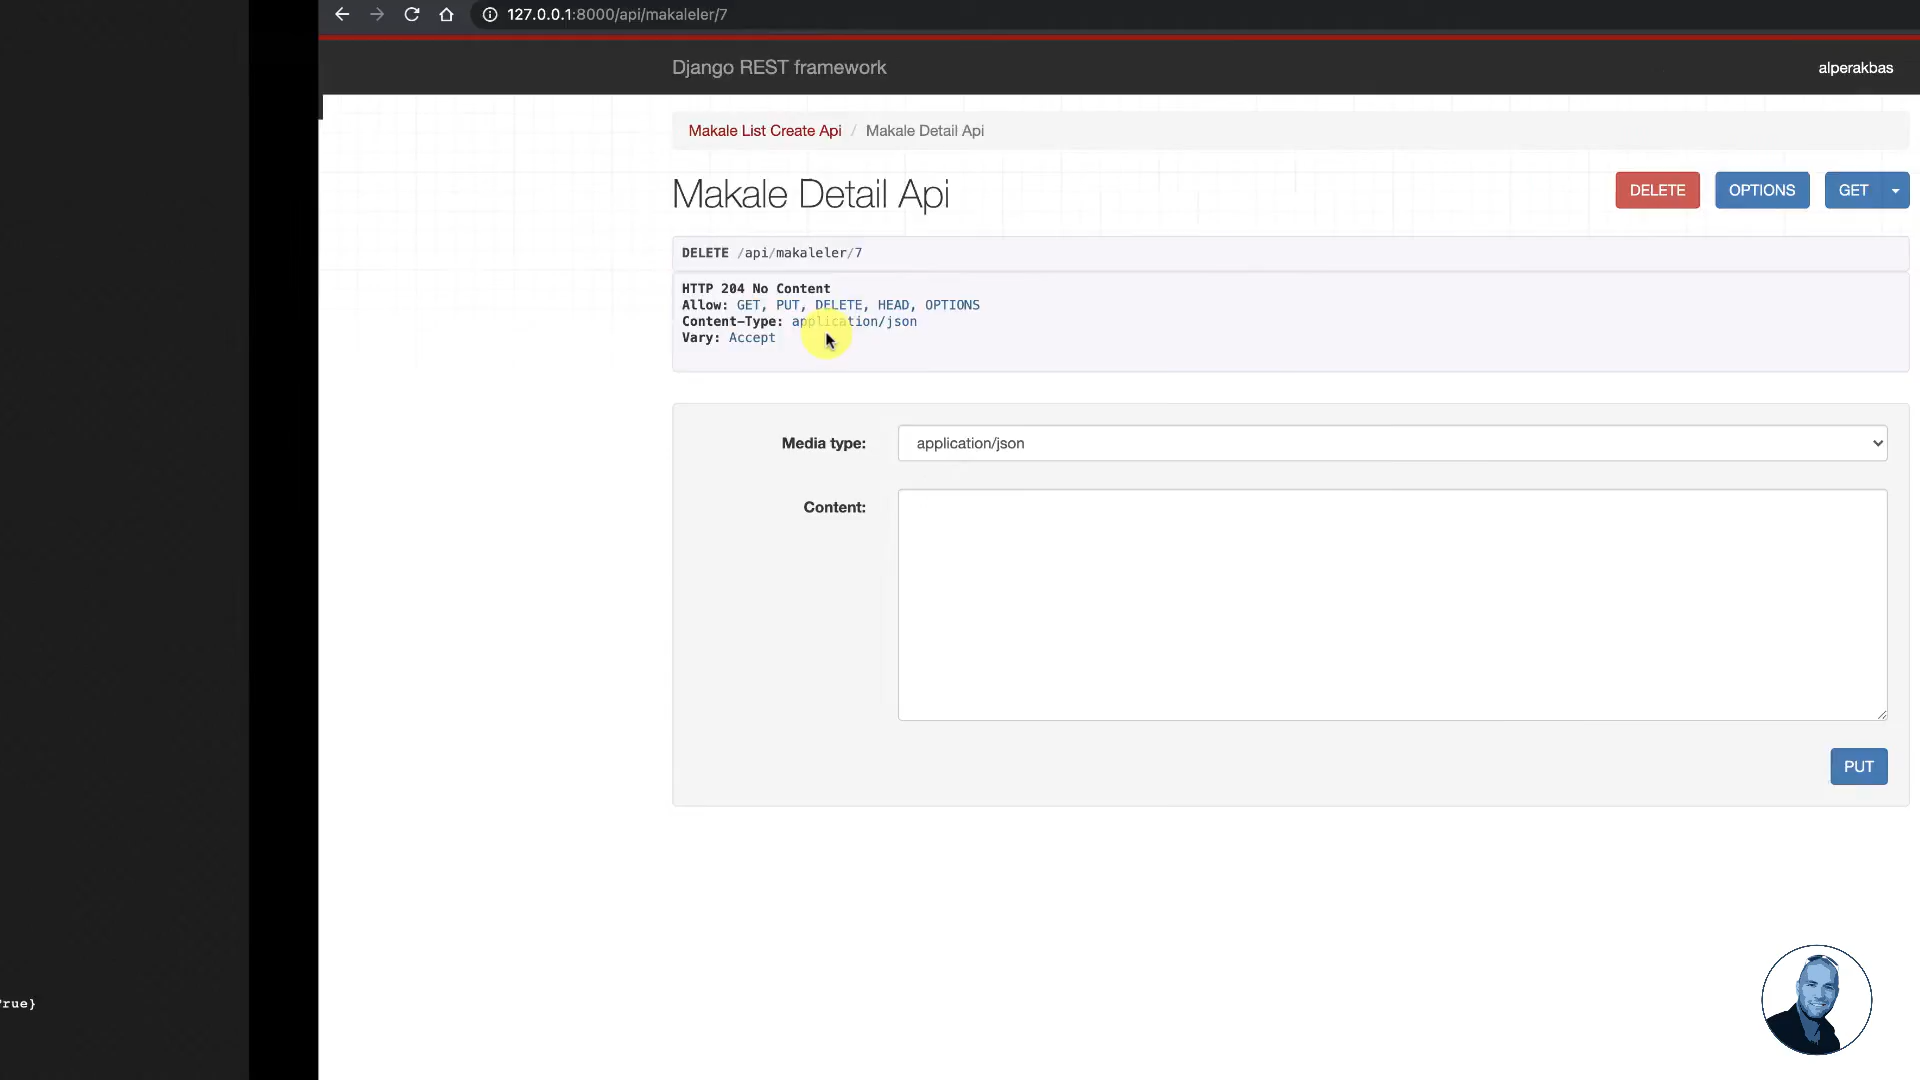 127.0.0.1:8000/api/makaleler/7
Django REST framework
alperakbas
Makale List Create Api / Makale Detail Api
Makale Detail Api
DELETE
OPTIONS
GET
DELETE /api/makaleler/7
HTTP 204 No Content
Allow: GET, PUT, DELETE, HEAD, OPTIONS
Content-Type: application/json
Vary: Accept
Media type:
application/json
Content:
PUT
rue}